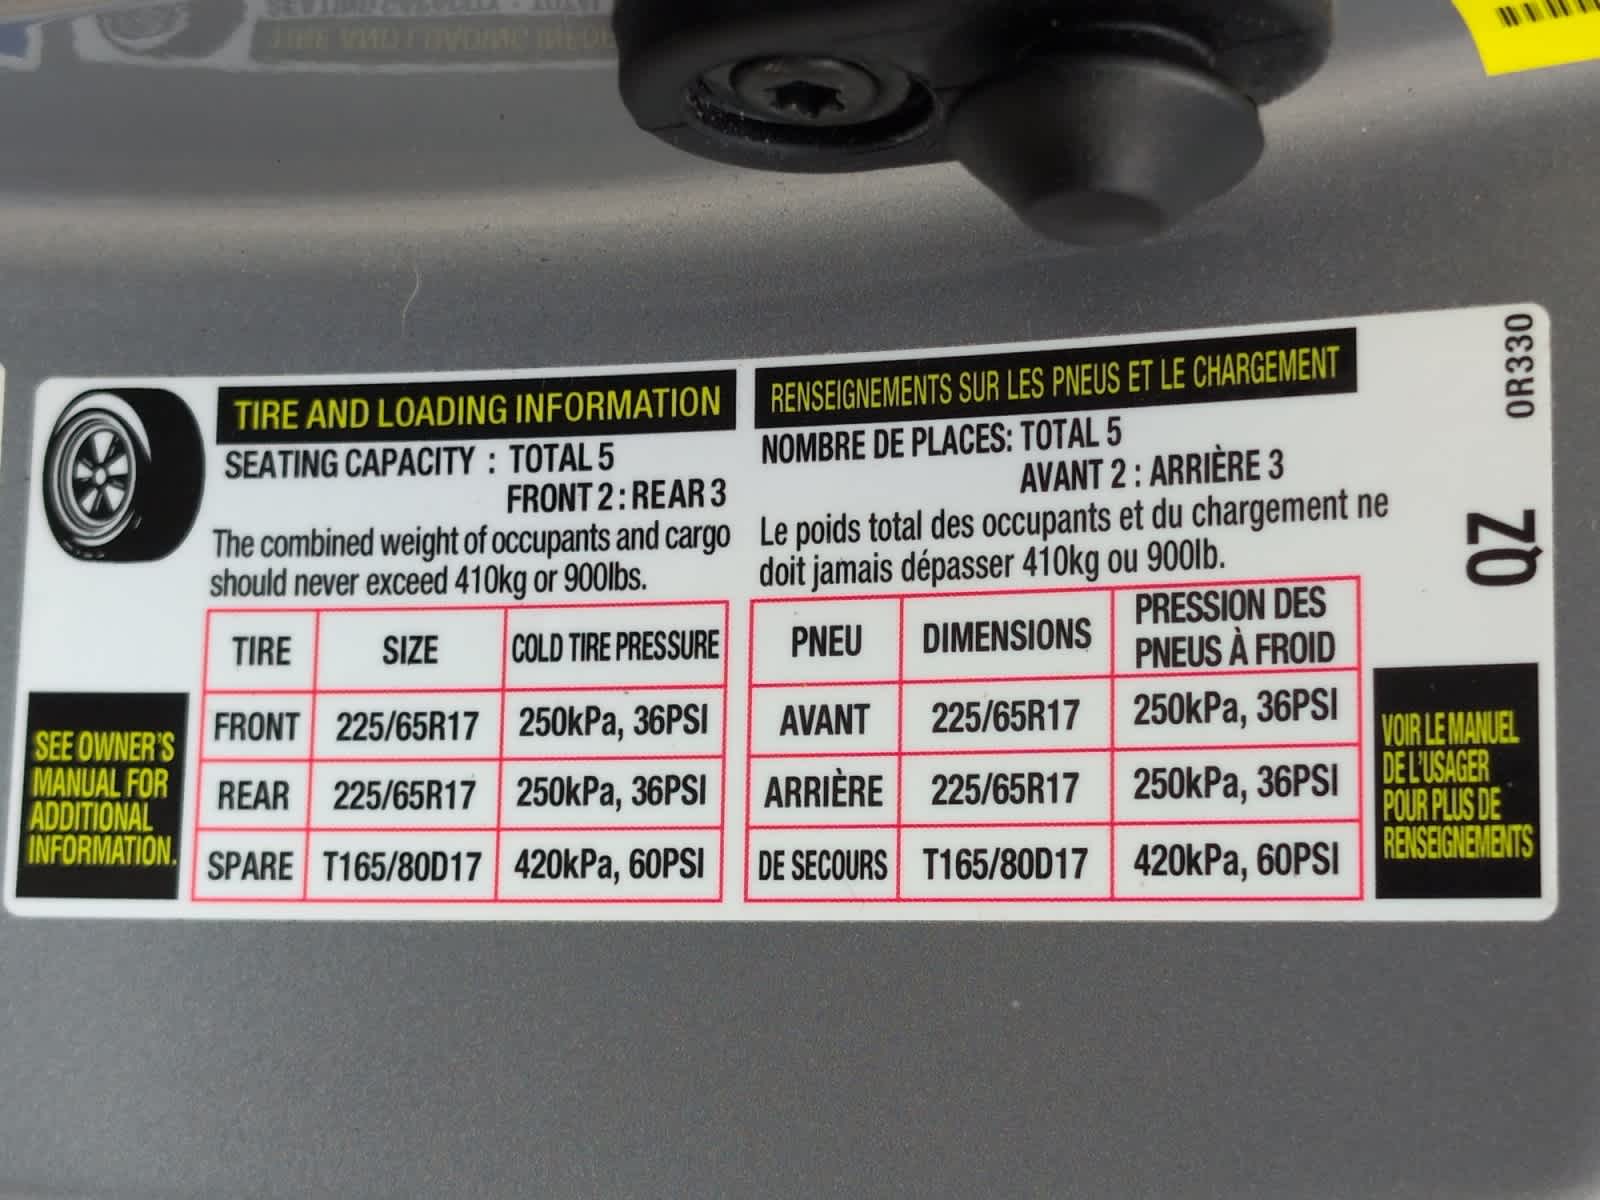 TIRE AND LOADING INFORMATION
SEATING CAPACITY : TOTAL 5
FRONT 2 : REAR 3
The combined weight of occupants and cargo
should never exceed 410kg or 900lbs.
TIRE SIZE COLD TIRE PRESSURE
FRONT 225/65R17 250kPa, 36PSI
REAR 225/65R17 250kPa, 36PSI
SPARE T165/80D17 420kPa, 60PSI
SEE OWNER'S
MANUAL FOR
ADDITIONAL
INFORMATION.
RENSEIGNEMENTS SUR LES PNEUS ET LE CHARGEMENT
NOMBRE DE PLACES: TOTAL 5
AVANT 2 : ARRIÈRE 3
Le poids total des occupants et du chargement ne
doit jamais dépasser 410kg ou 900lb.
PNEU DIMENSIONS PRESSION DES
PNEUS À FROID
AVANT 225/65R17 250kPa, 36PSI
ARRIÈRE 225/65R17 250kPa, 36PSI
DE SECOURS T165/80D17 420kPa, 60PSI
VOIR LE MANUEL
DE L'USAGER
POUR PLUS DE
RENSEIGNEMENTS
0R330
QZ